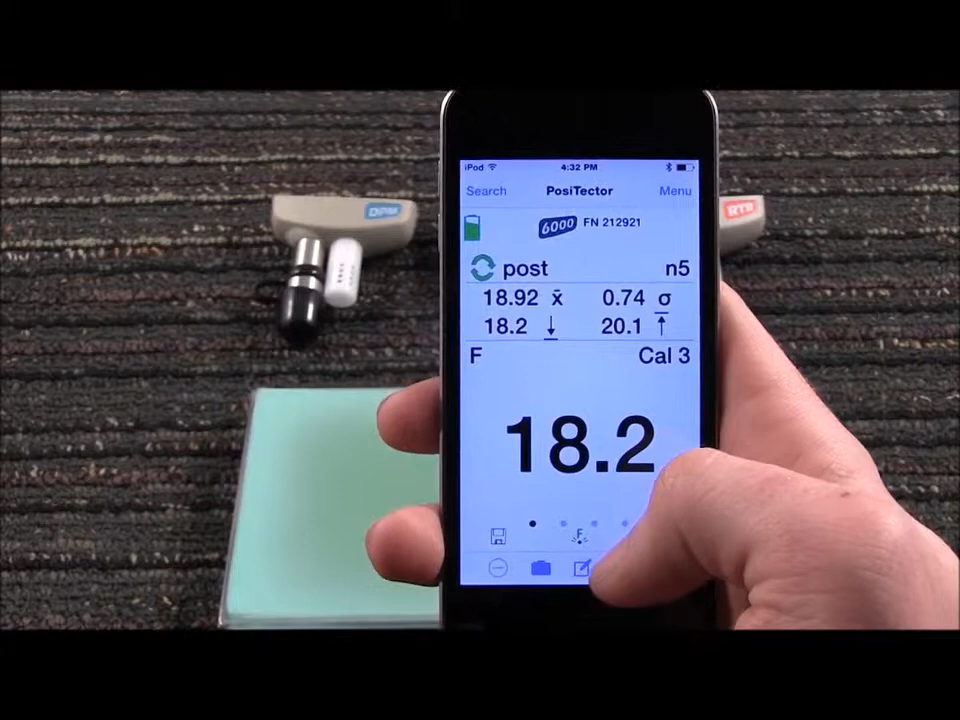 iPod 4:32 PM
Search PosiTector Menu
6000 FN 212921
post n5
18.92 x̄ 0.74 σ
18.2 ↓ 20.1 ↑
F Cal 3
18.2
F
DPM
RTR